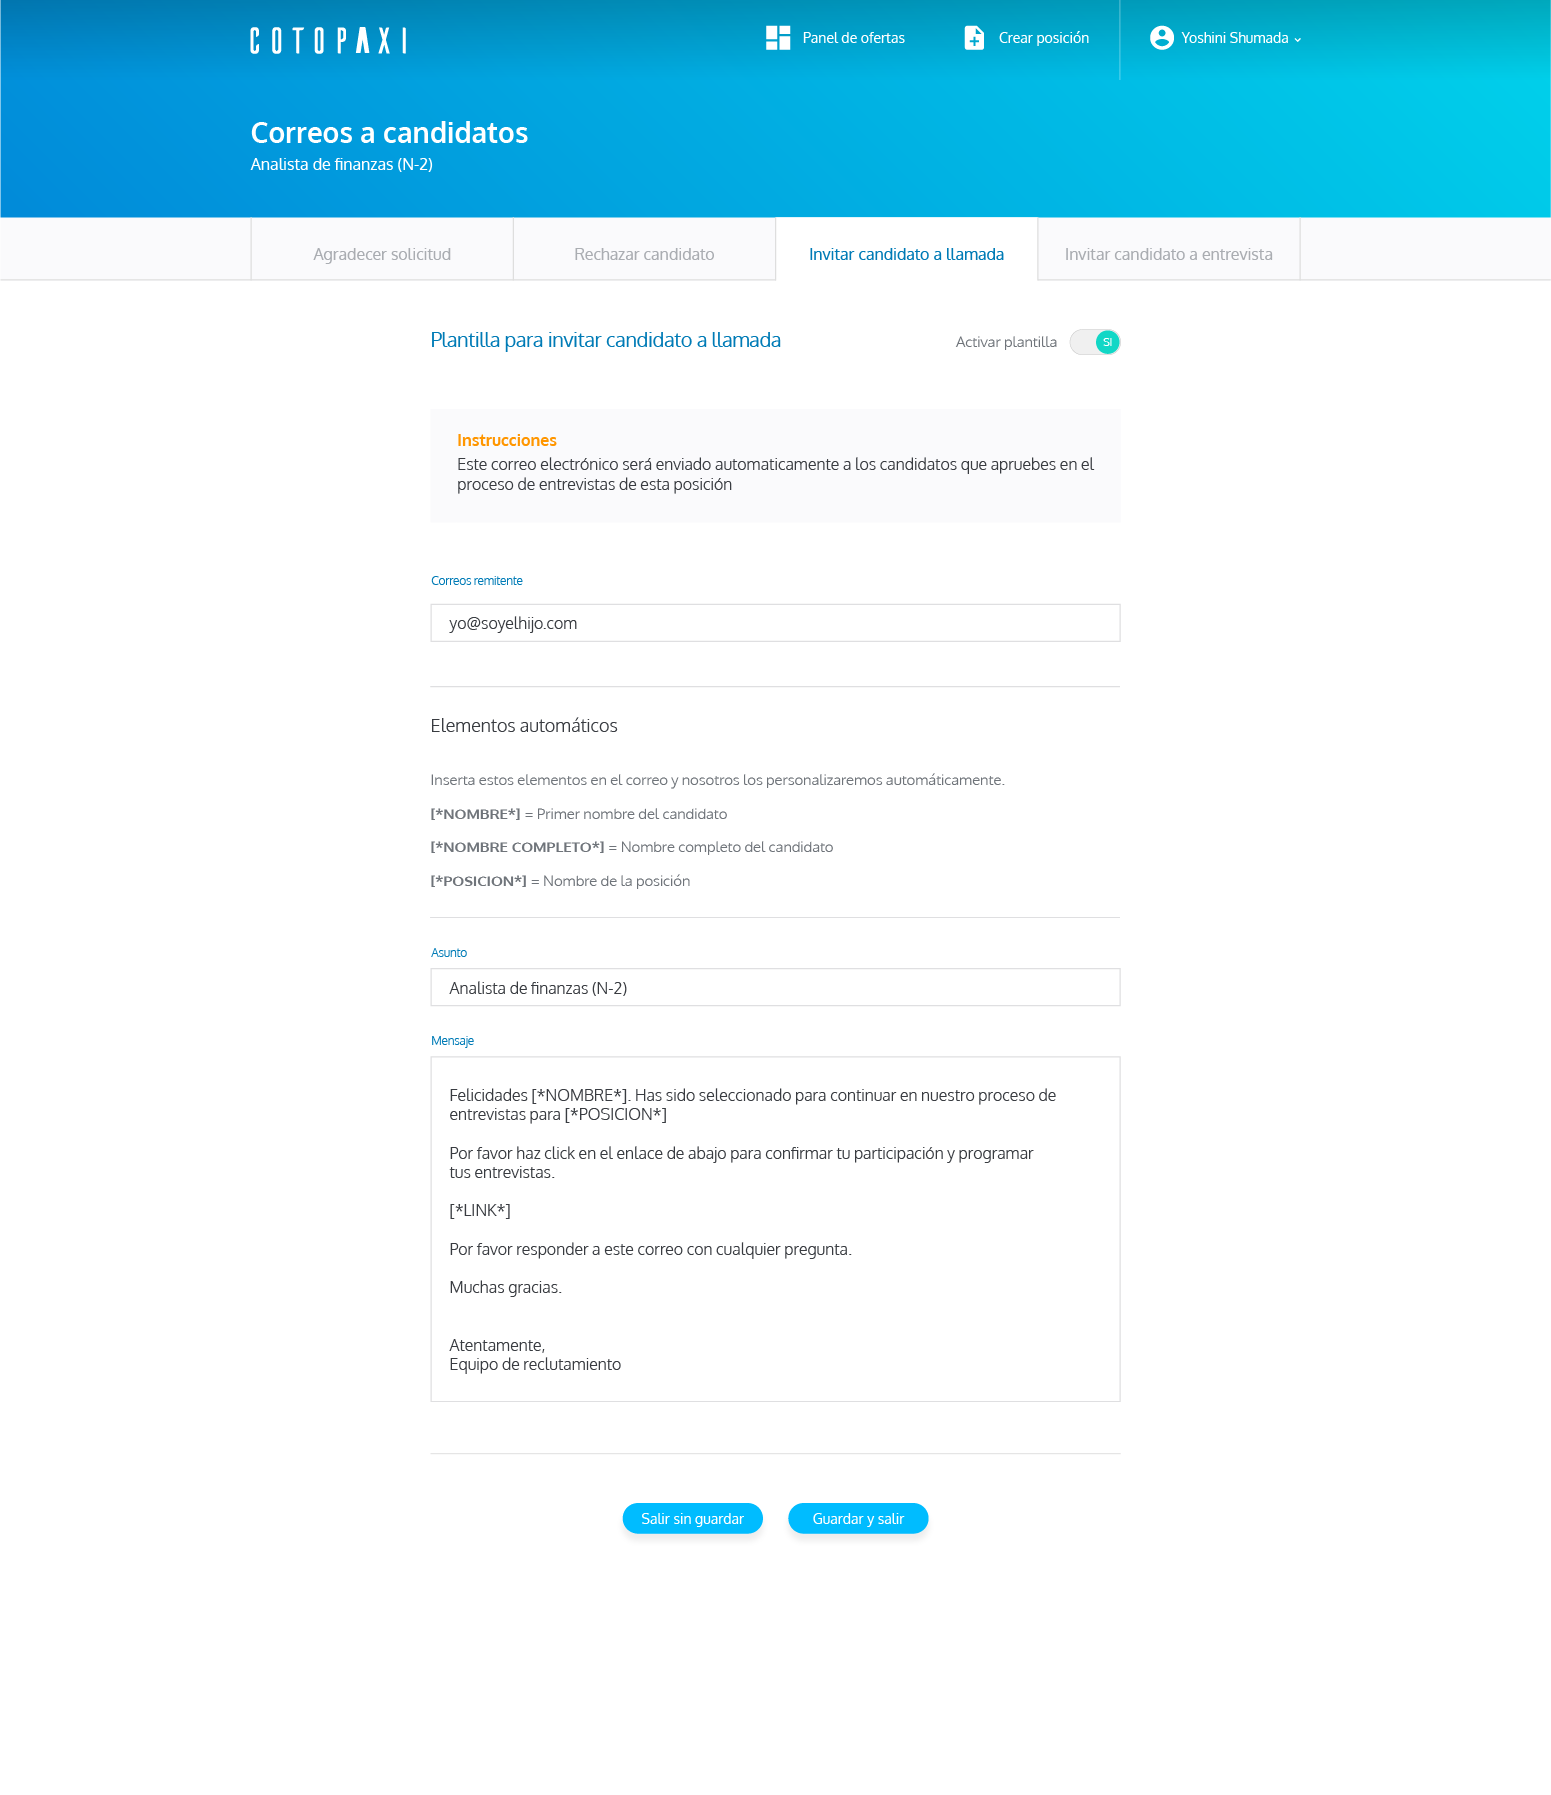 COTOPAXI
Panel de ofertas
Crear posición
Yoshini Shumada
Correos a candidatos
Analista de finanzas (N-2)
Agradecer solicitud
Rechazar candidato
Invitar candidato a llamada
Invitar candidato a entrevista
Plantilla para invitar candidato a llamada
Activar plantilla
SI
Instrucciones
Este correo electrónico será enviado automaticamente a los candidatos que apruebes en el
proceso de entrevistas de esta posición
Correos remitente
yo@soyelhijo.com
Elementos automáticos
Inserta estos elementos en el correo y nosotros los personalizaremos automáticamente.
[*NOMBRE*] = Primer nombre del candidato
[*NOMBRE COMPLETO*] = Nombre completo del candidato
[*POSICION*] = Nombre de la posición
Asunto
Analista de finanzas (N-2)
Mensaje
Felicidades [*NOMBRE*]. Has sido seleccionado para continuar en nuestro proceso de
entrevistas para [*POSICION*]
Por favor haz click en el enlace de abajo para confirmar tu participación y programar
tus entrevistas.
[*LINK*]
Por favor responder a este correo con cualquier pregunta.
Muchas gracias.
Atentamente,
Equipo de reclutamiento
Salir sin guardar
Guardar y salir